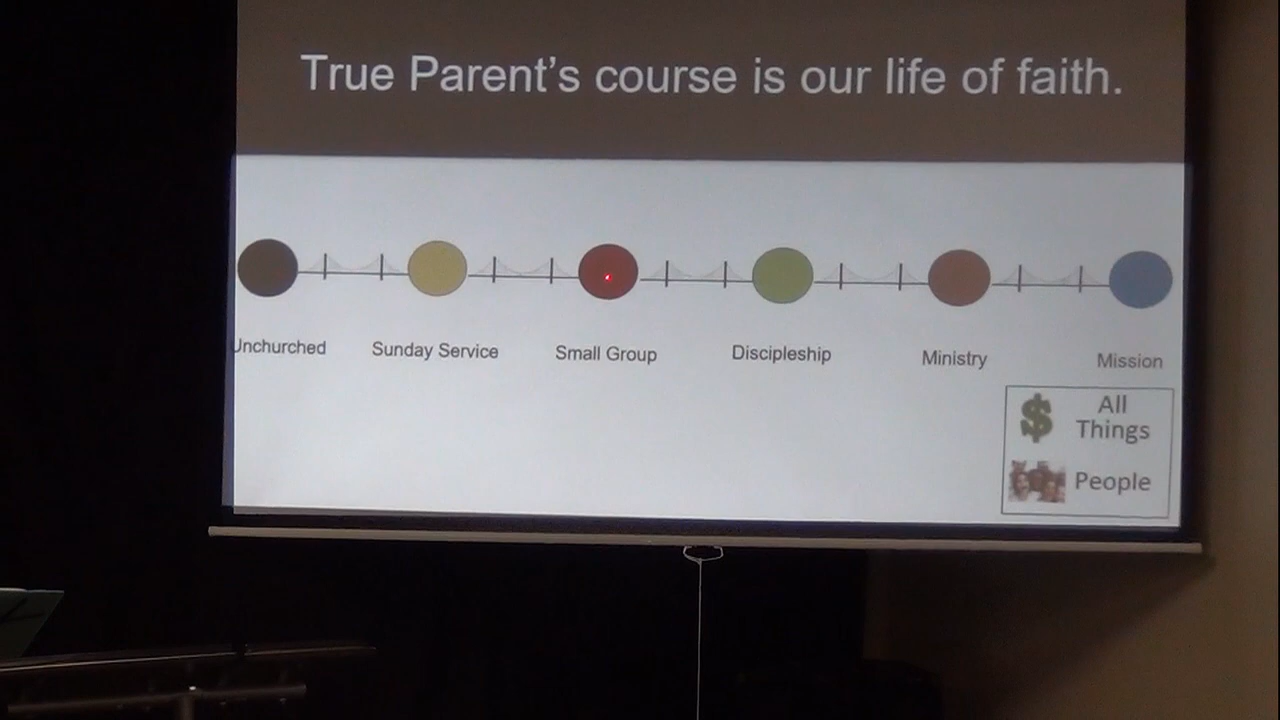 True Parent's course is our life of faith.
Unchurched
Sunday Service
Small Group
Discipleship
Ministry
Mission
$ All
Things
People